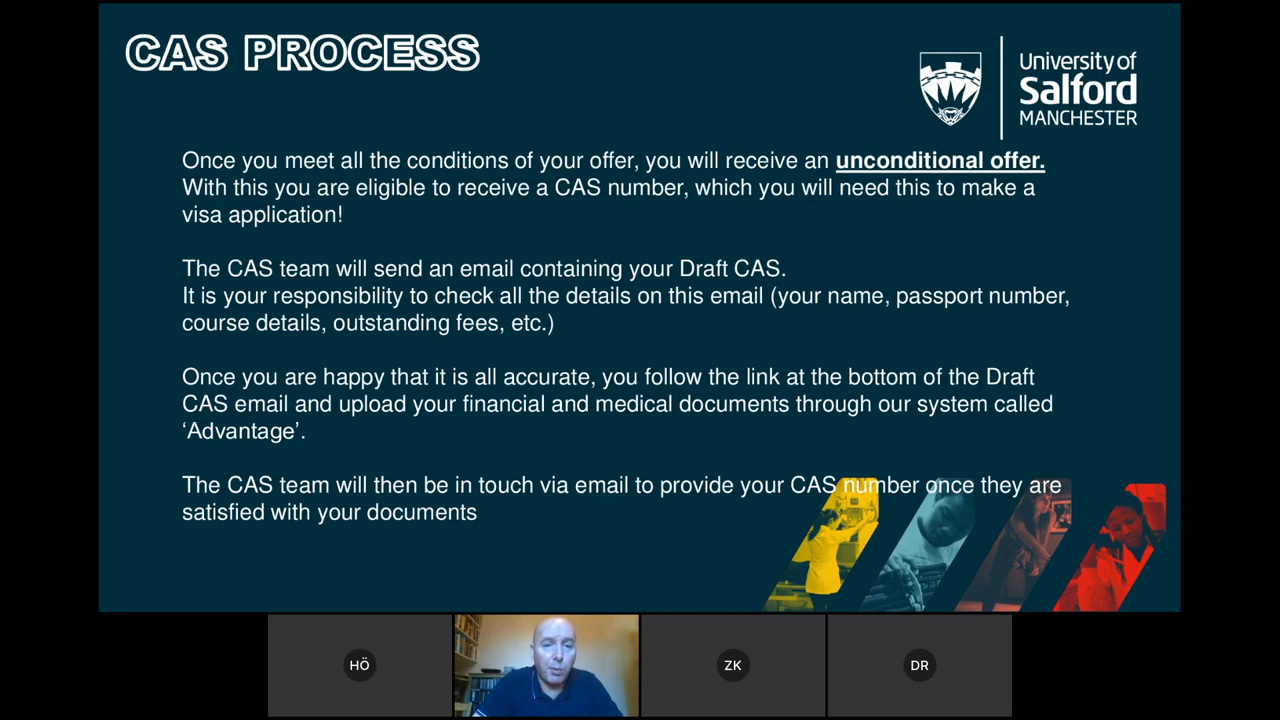 CAS PROCESS
University of
Salford
MANCHESTER
Once you meet all the conditions of your offer, you will receive an unconditional offer.
With this you are eligible to receive a CAS number, which you will need this to make a
visa application!
The CAS team will send an email containing your Draft CAS.
It is your responsibility to check all the details on this email (your name, passport number,
course details, outstanding fees, etc.)
Once you are happy that it is all accurate, you follow the link at the bottom of the Draft
CAS email and upload your financial and medical documents through our system called
‘Advantage’.
The CAS team will then be in touch via email to provide your CAS number once they are
satisfied with your documents
HÖ
ZK
DR